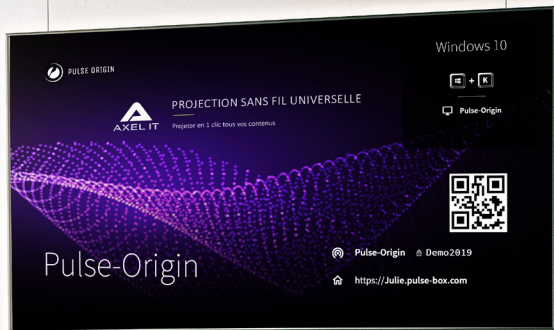 PULSE ORIGIN
AXEL IT
PROJECTION SANS FIL UNIVERSELLE
Projeter en 1 clic tous vos contenus
Windows 10
+ K
Pulse-Origin
Pulse-Origin
Pulse-Origin Demo2019
https://Julie.pulse-box.com